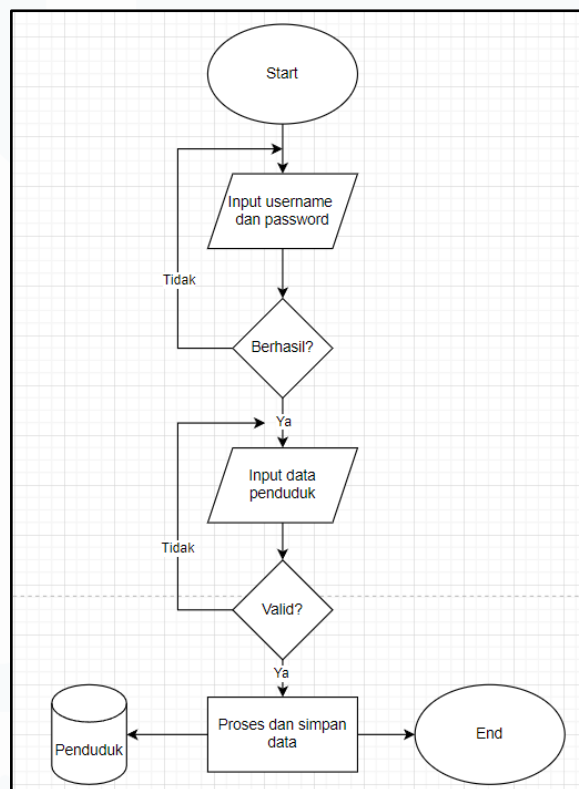 Start
Input username
dan password
Tidak
Berhasil?
Ya
Input data
penduduk
Tidak
Valid?
Ya
Penduduk
Proses dan simpan
data
End